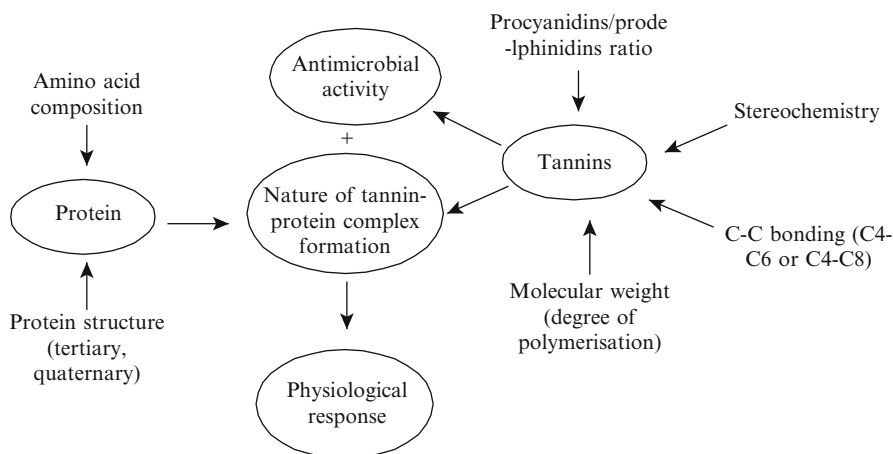 Procyanidins/prode
-lphinidins ratio
Antimicrobial
activity
Amino acid
composition
Stereochemistry
+
Tannins
Nature of tannin-
protein complex
formation
Protein
C-C bonding (C4-
C6 or C4-C8)
Molecular weight
(degree of
polymerisation)
Protein structure
(tertiary,
quaternary)
Physiological
response